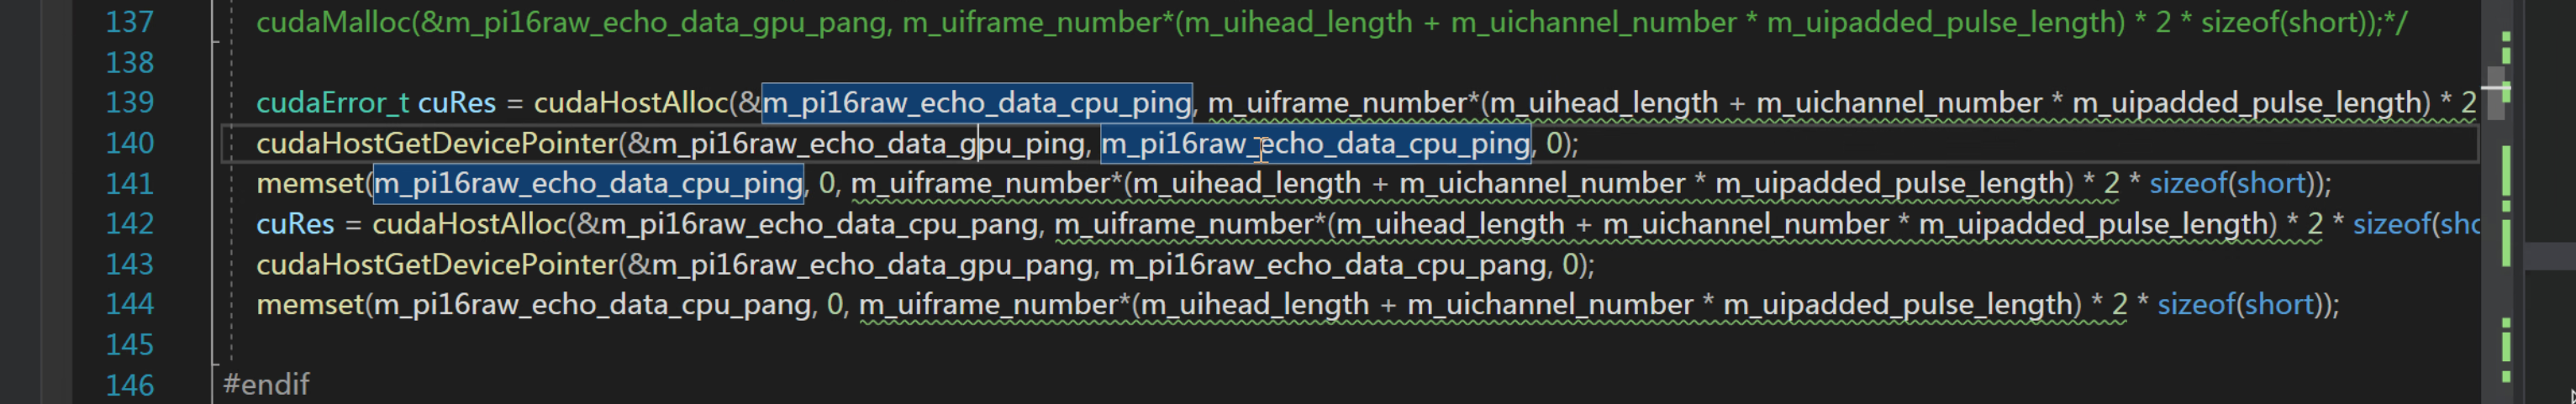 137 cudaMalloc(&m_pi16raw_echo_data_gpu_pang, m_uiframe_number*(m_uihead_length + m_uichannel_number * m_uipadded_pulse_length) * 2 * sizeof(short));*/
138
139 cudaError_t cuRes = cudaHostAlloc(&m_pi16raw_echo_data_cpu_ping, m_uiframe_number*(m_uihead_length + m_uichannel_number * m_uipadded_pulse_length) * 2
140 cudaHostGetDevicePointer(&m_pi16raw_echo_data_gpu_ping, m_pi16raw_echo_data_cpu_ping, 0);
141 memset(m_pi16raw_echo_data_cpu_ping, 0, m_uiframe_number*(m_uihead_length + m_uichannel_number * m_uipadded_pulse_length) * 2 * sizeof(short));
142 cuRes = cudaHostAlloc(&m_pi16raw_echo_data_cpu_pang, m_uiframe_number*(m_uihead_length + m_uichannel_number * m_uipadded_pulse_length) * 2 * sizeof(sho
143 cudaHostGetDevicePointer(&m_pi16raw_echo_data_gpu_pang, m_pi16raw_echo_data_cpu_pang, 0);
144 memset(m_pi16raw_echo_data_cpu_pang, 0, m_uiframe_number*(m_uihead_length + m_uichannel_number * m_uipadded_pulse_length) * 2 * sizeof(short));
145
146 #endif